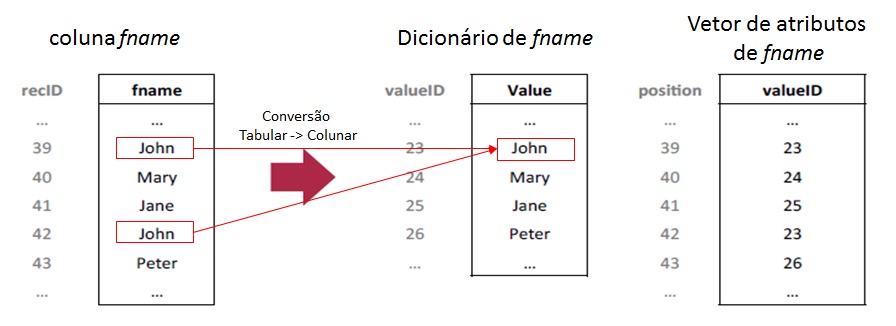 coluna fname
Dicionário de fname
Vetor de atributos
de fname
recID fname
... ...
39 John
40 Mary
41 Jane
42 John
43 Peter
... ...
Conversão
Tabular -> Colunar
valueID Value
... ...
23 John
24 Mary
25 Jane
26 Peter
... ...
position valueID
... ...
39 23
40 24
41 25
42 23
43 26
... ...